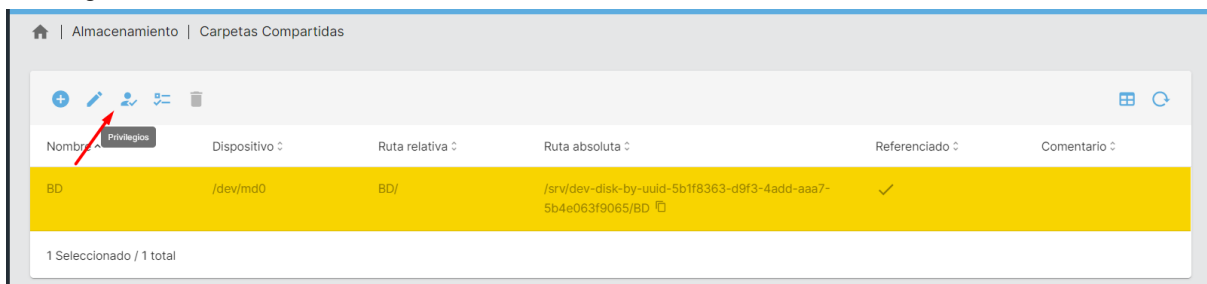 | Almacenamiento | Carpetas Compartidas
Privilegios
Nombre Dispositivo Ruta relativa Ruta absoluta Referenciado Comentario
BD /dev/md0 BD/ /srv/dev-disk-by-uuid-5b1f8363-d9f3-4add-aaa7-
5b4e063f9065/BD
1 Seleccionado / 1 total